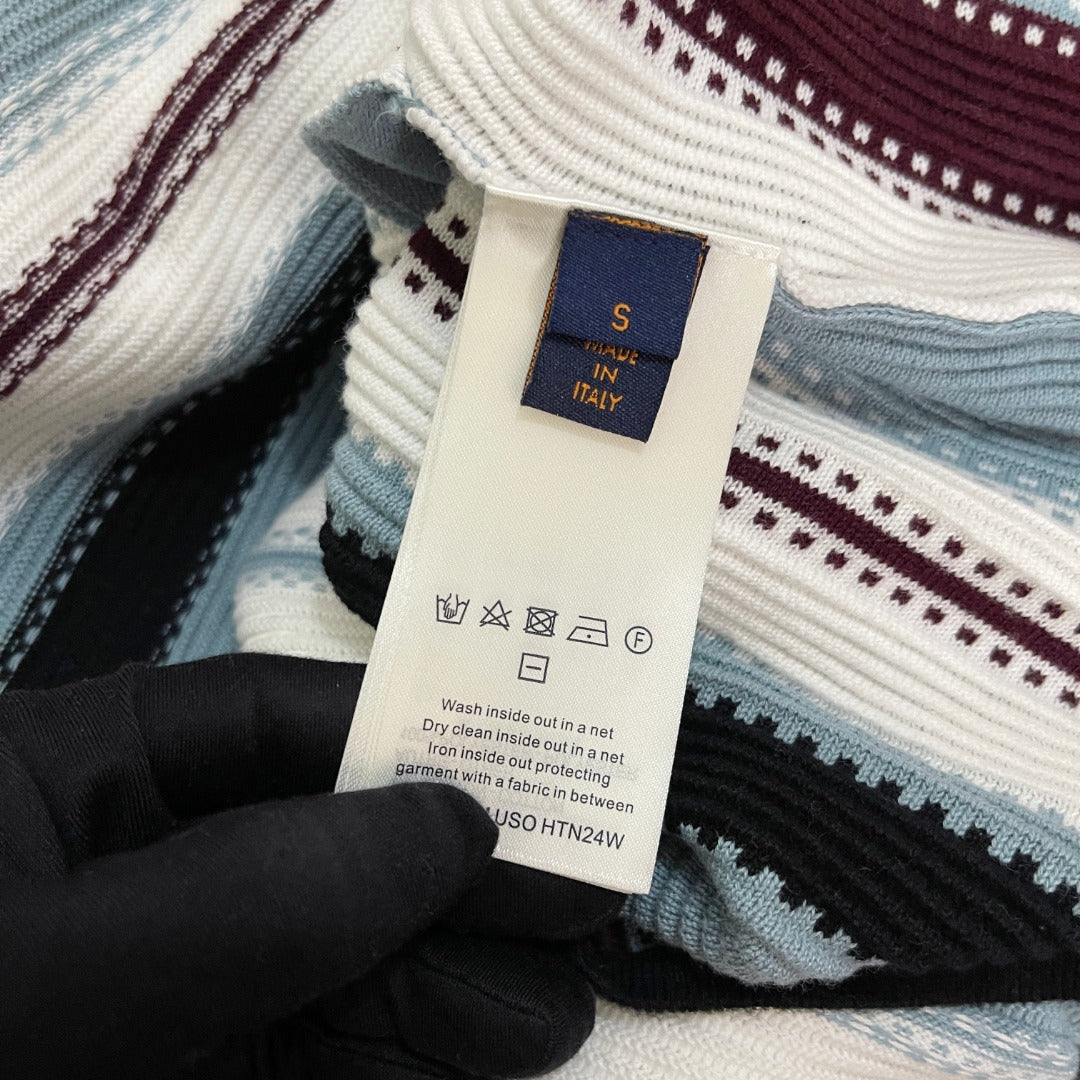 S
MADE
IN
ITALY
F
Wash inside out in a net
Dry clean inside out in a net
Iron inside out protecting
garment with a fabric in between
USO HTN24W